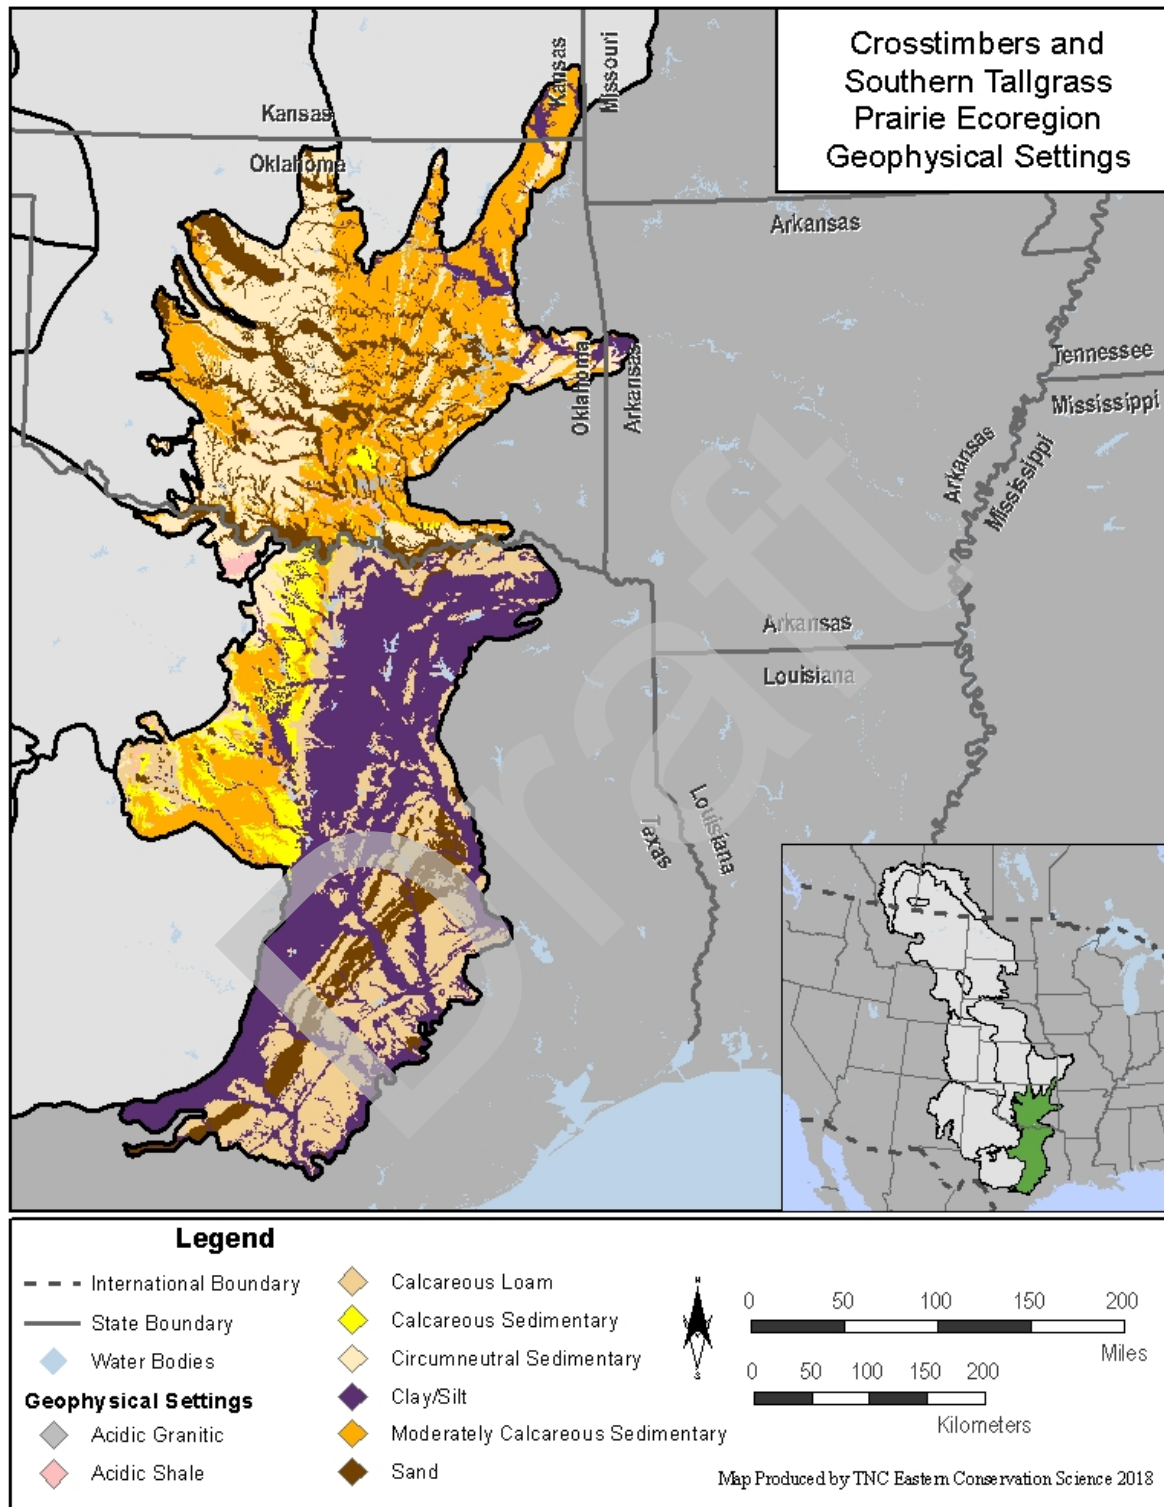 Crosstimbers and
Southern Tallgrass
Prairie Ecoregion
Geophysical Settings
Kansas
Missouri
Kansas
Oklahoma
Arkansas
Oklahoma
Arkansas
Tennessee
Mississippi
Arkansas
Mississippi
Arkansas
Louisiana
Texas
Louisiana
Draft
Legend
International Boundary
State Boundary
Water Bodies
Geophysical Settings
Acidic Granitic
Acidic Shale
Calcareous Loam
Calcareous Sedimentary
Circumneutral Sedimentary
Clay/Silt
Moderately Calcareous Sedimentary
Sand
N
S
0 50 100 150 200
Miles
0 50 100 150 200
Kilometers
Map Produced by TNC Eastern Conservation Science 2018